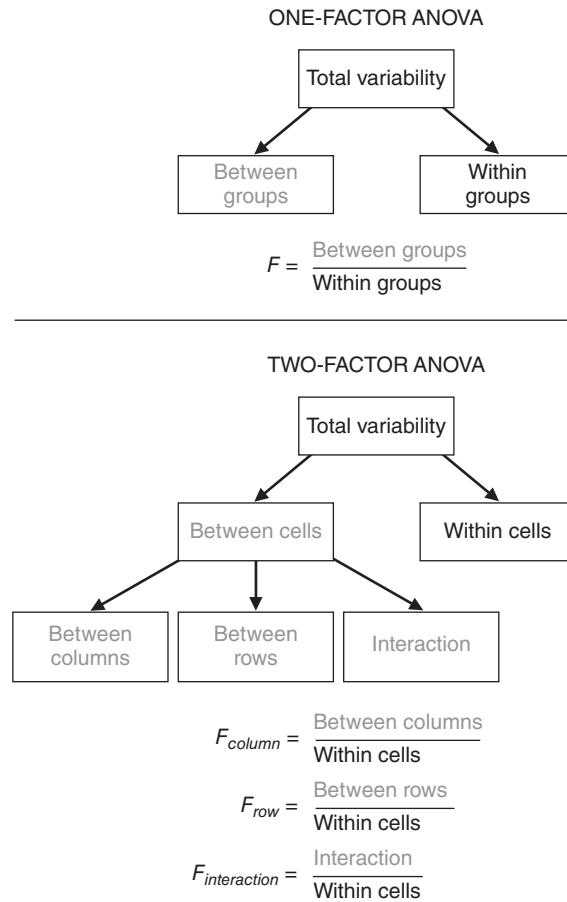 ONE-FACTOR ANOVA
Total variability
Between
groups
Within
groups
F = Between groups
Within groups
TWO-FACTOR ANOVA
Total variability
Between cells
Within cells
Between
columns
Between
rows
Interaction
Fcolumn = Between columns
Within cells
Frow = Between rows
Within cells
Finteraction = Interaction
Within cells